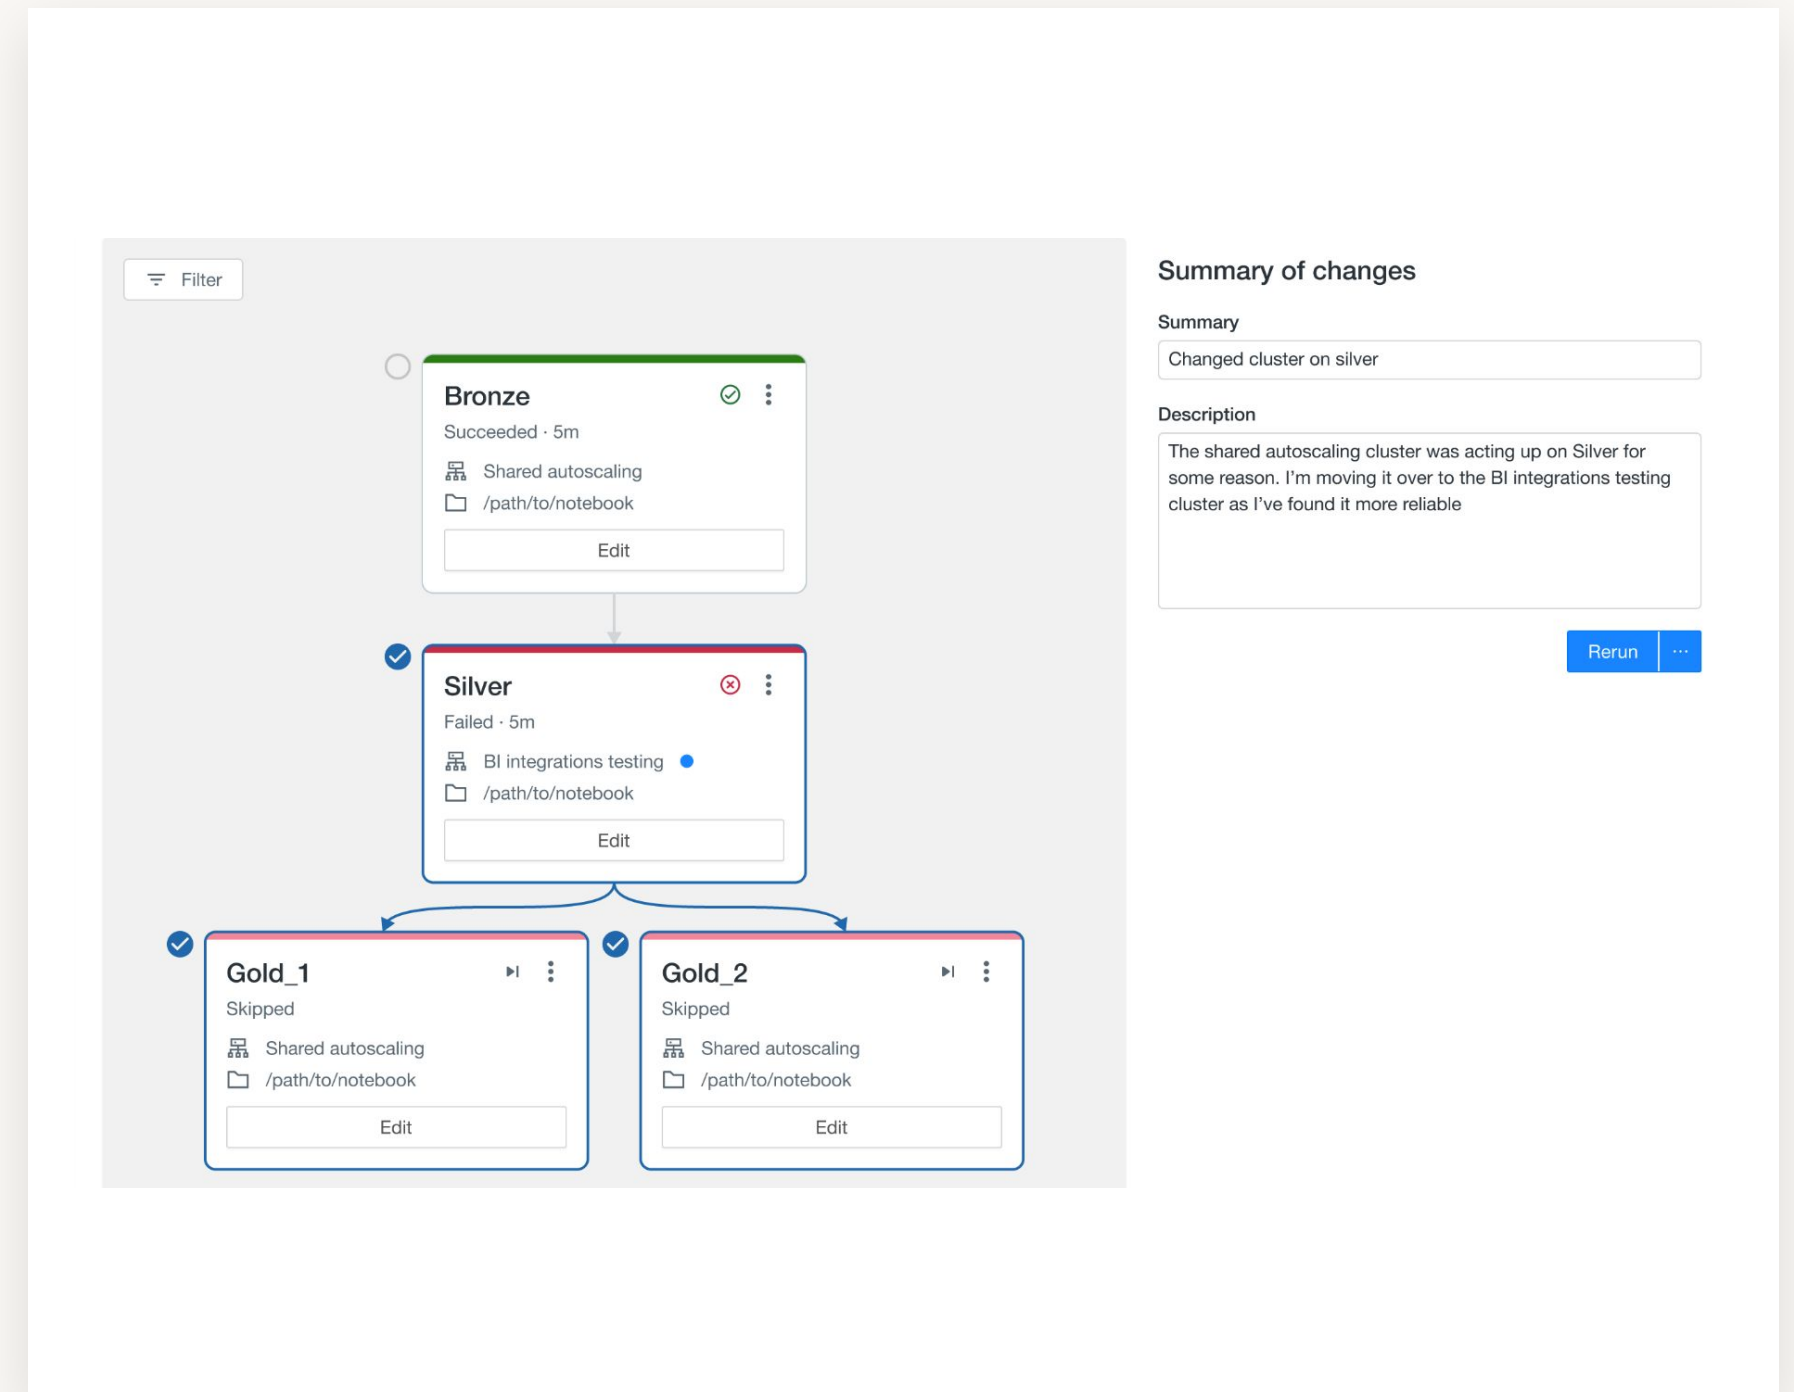 Filter
Bronze
Succeeded · 5m
Shared autoscaling
/path/to/notebook
Edit
Silver
Failed · 5m
BI integrations testing
/path/to/notebook
Edit
Gold_1
Skipped
Shared autoscaling
/path/to/notebook
Edit
Gold_2
Skipped
Shared autoscaling
/path/to/notebook
Edit
Summary of changes
Summary
Changed cluster on silver
Description
The shared autoscaling cluster was acting up on Silver for
some reason. I’m moving it over to the BI integrations testing
cluster as I’ve found it more reliable
Rerun